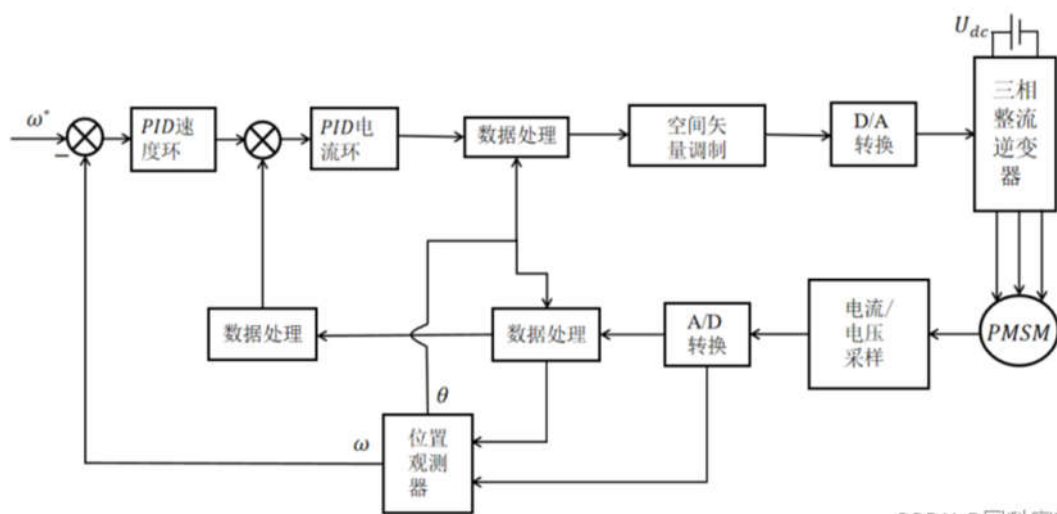 U_dc
ω*
−
PID速
度环
PID电
流环
数据处理
空间矢
量调制
D/A
转换
三相
整流
逆变
器
数据处理
数据处理
A/D
转换
电流/
电压
采样
PMSM
θ
ω
位置
观测
器